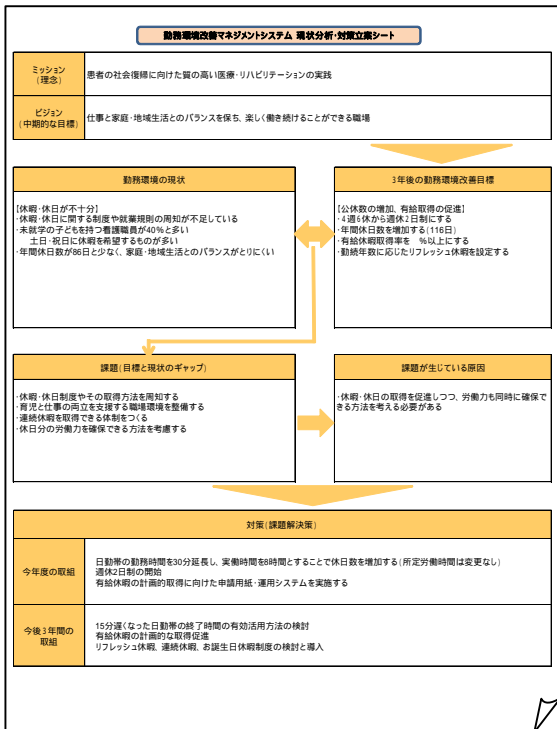 勤務環境改善マネジメントシステム 現状分析・対策立案シート
ミッション
(理念)
患者の社会復帰に向けた質の高い医療・リハビリテーションの実践
ビジョン
(中期的な目標)
仕事と家庭・地域生活とのバランスを保ち、楽しく働き続けることができる職場
勤務環境の現状
【休暇・休日が不十分】
・休暇・休日に関する制度や就業規則の周知が不足している
・未就学の子どもを持つ看護職員が40%と多い
土日・祝日に休暇を希望するものが多い
・年間休日数が86日と少なく、家庭・地域生活とのバランスがとりにくい
3年後の勤務環境改善目標
【公休数の増加、有給取得の促進】
・4週6休から週休2日制にする
・年間休日数を増加する(116日)
・有給休暇取得率を　%以上にする
・勤続年数に応じたリフレッシュ休暇を設定する
課題(目標と現状のギャップ)
・休暇・休日制度やその取得方法を周知する
・育児と仕事の両立を支援する職場環境を整備する
・連続休暇を取得できる体制をつくる
・休日分の労働力を確保できる方法を考慮する
課題が生じている原因
・休暇・休日の取得を促進しつつ、労働力も同時に確保で
きる方法を考える必要がある
対策(課題解決策)
今年度の取組
日勤帯の勤務時間を30分延長し、実働時間を8時間とすることで休日数を増加する(所定労働時間は変更なし)
週休2日制の開始
有給休暇の計画的取得に向けた申請用紙・運用システムを実施する
今後3年間の
取組
15分遅くなった日勤帯の終了時間の有効活用方法の検討
有給休暇の計画的な取得促進
リフレッシュ休暇、連続休暇、お誕生日休暇制度の検討と導入